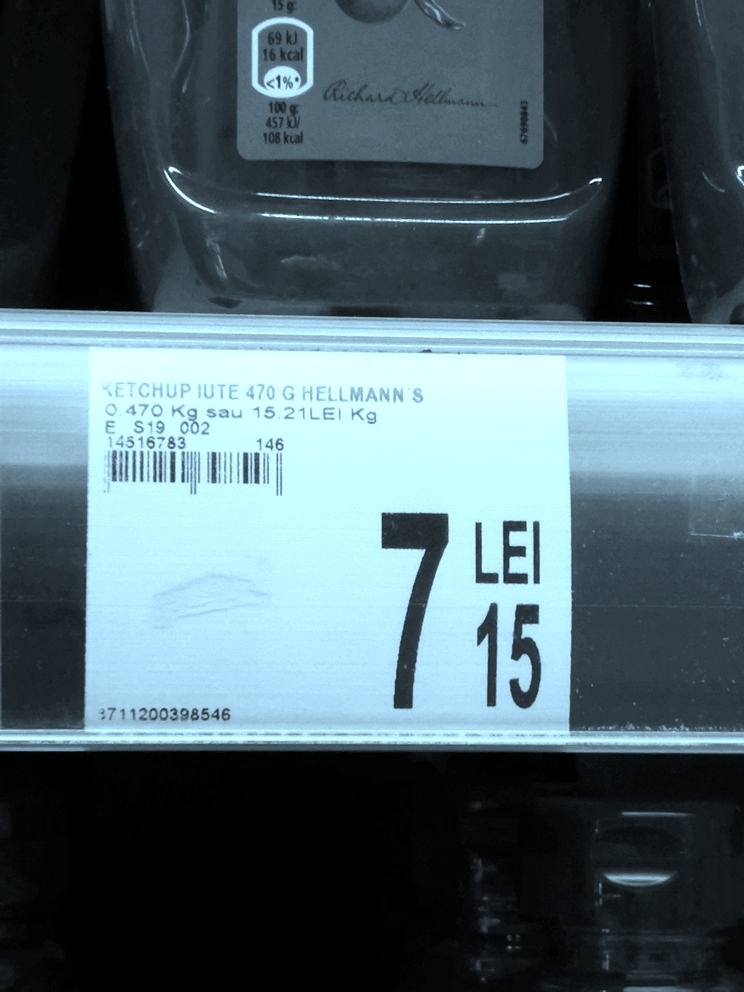 15 g:
69 kJ
16 kcal
<1%*
100 g:
457 kJ/
108 kcal
Richard Hellmann
67690843
KETCHUP IUTE 470 G HELLMANN'S
0.470 Kg sau 15.21LEI Kg
E S19 002
14516783 146
7 LEI
15
8711200398546